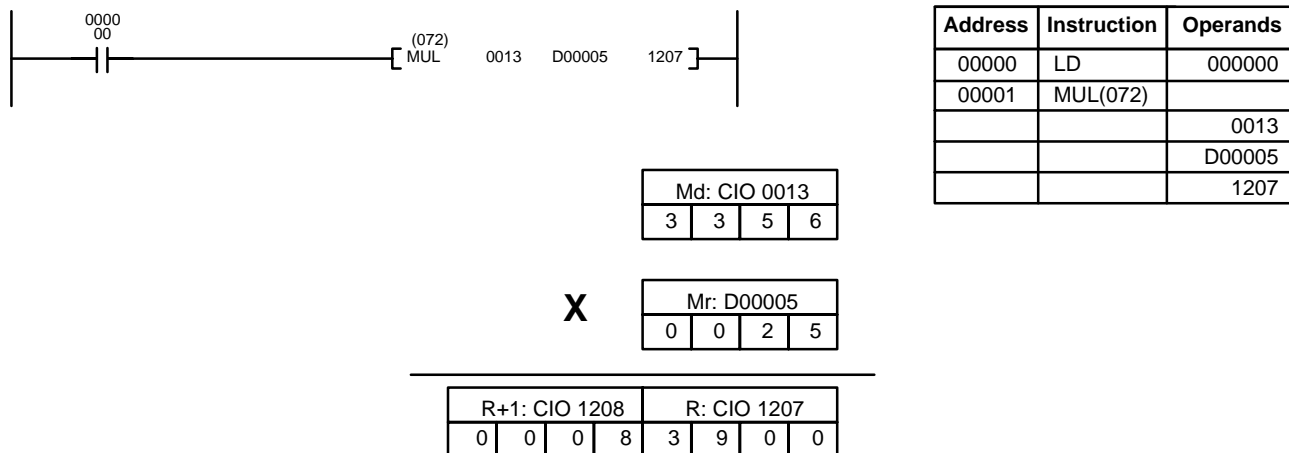 0000
00
(072)
MUL 0013 D00005 1207
Address Instruction Operands
00000 LD 000000
00001 MUL(072)
0013
D00005
1207
Md: CIO 0013
3 3 5 6
X
Mr: D00005
0 0 2 5
R+1: CIO 1208 R: CIO 1207
0 0 0 8 3 9 0 0